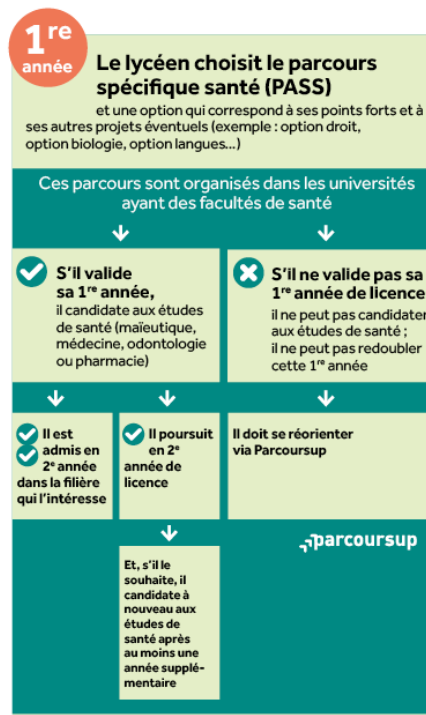 1re
année
Le lycéen choisit le parcours
spécifique santé (PASS)
et une option qui correspond à ses points forts et à
ses autres projets éventuels (exemple : option droit,
option biologie, option langues...)
Ces parcours sont organisés dans les universités
ayant des facultés de santé
S'il valide
sa 1re année,
il candidate aux études
de santé (maïeutique,
médecine, odontologie
ou pharmacie)
S'il ne valide pas sa
1re année de licence
il ne peut pas candidater
aux études de santé ;
il ne peut pas redoubler
cette 1re année
Il est
admis en
2e année
dans la filière
qui l'intéresse
Il poursuit
en 2e
année de
licence
Il doit se réorienter
via Parcoursup
parcoursup
Et, s'il le
souhaite, il
candidate à
nouveau aux
études de
santé après
au moins une
année supplé-
mentaire